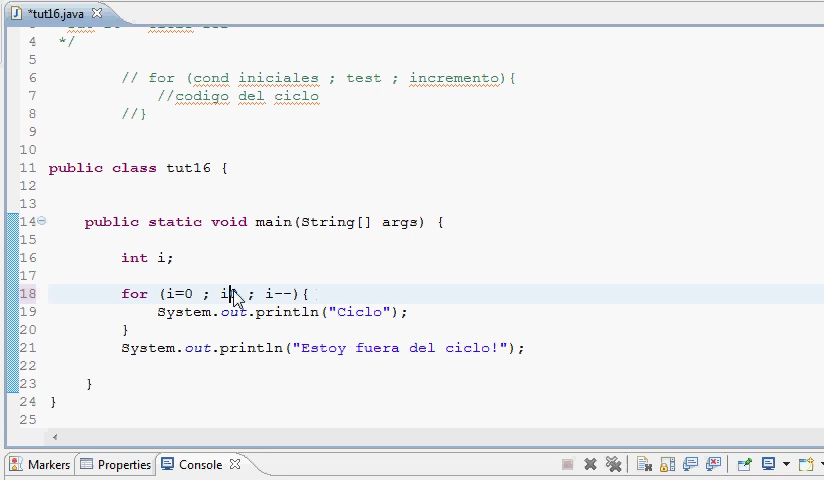 *tut16.java
4 */
5
6 // for (cond iniciales ; test ; incremento){
7 //codigo del ciclo
8 //}
9
10
11 public class tut16 {
12
13
14 public static void main(String[] args) {
15
16 int i;
17
18 for (i=0 ; i ; i--){
19 System.out.println("Ciclo");
20 }
21 System.out.println("Estoy fuera del ciclo!");
22
23 }
24 }
25
Markers Properties Console